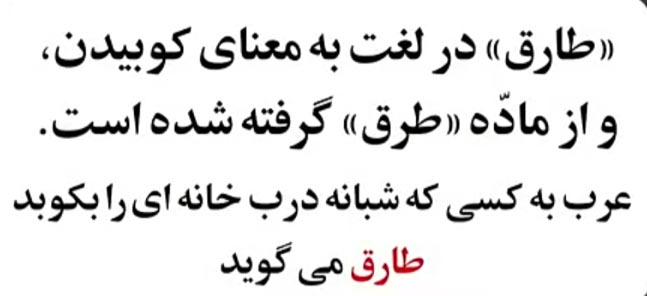 «طارق» در لغت به معنای کوبیدن،
و از مادّه «طرق» گرفته شده است.
عرب به کسی که شبانه درب خانه ای را بکوبد
طارق می گوید